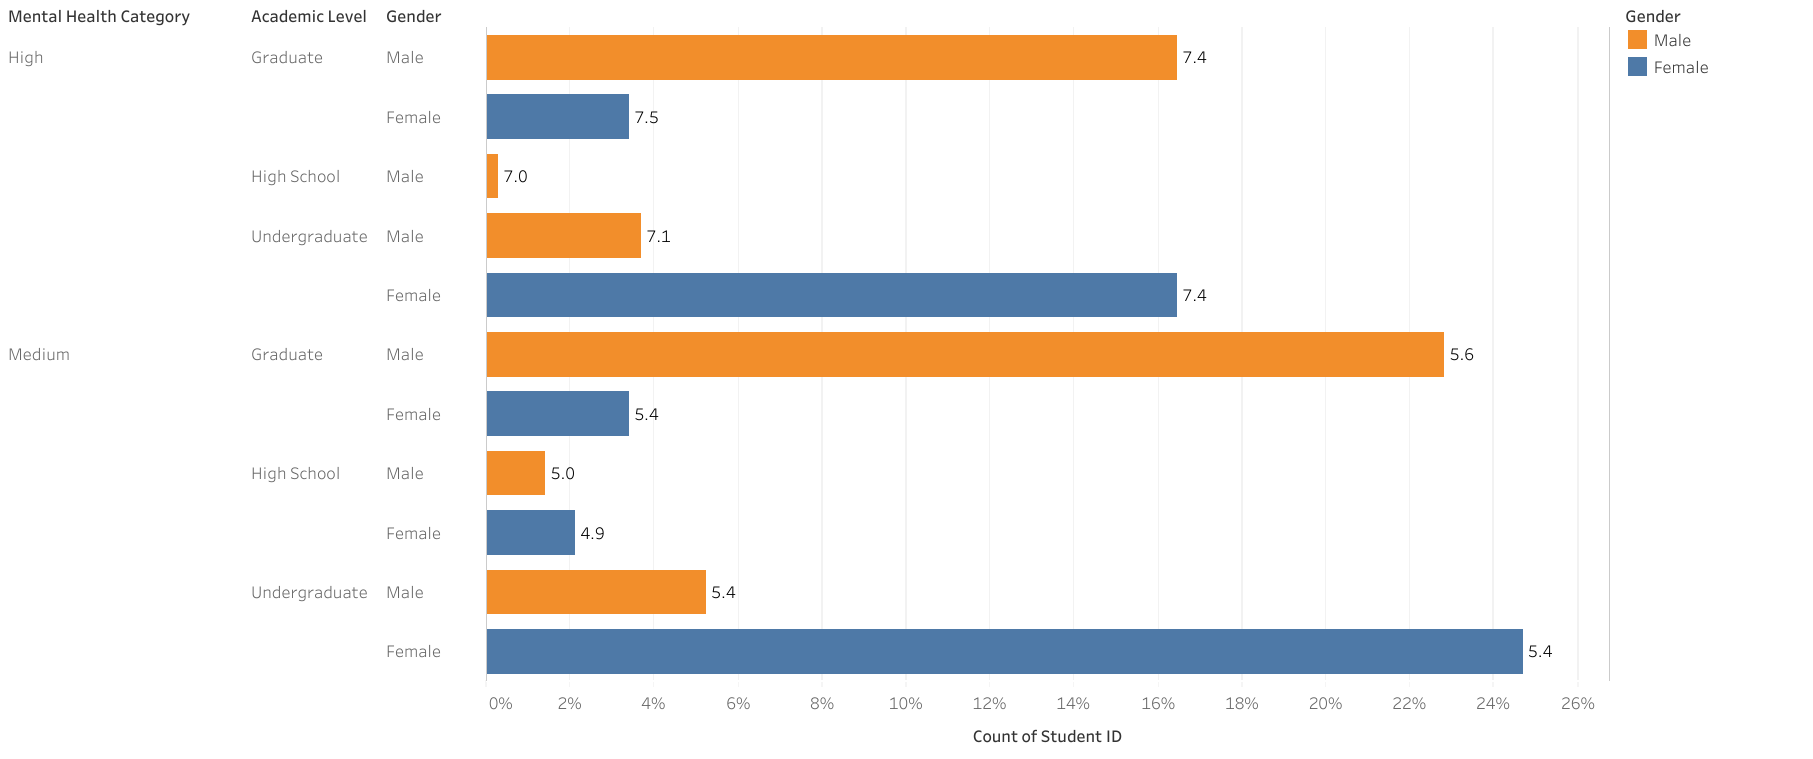 Mental Health Category Academic Level Gender
High Graduate Male 7.4
Female 7.5
High School Male 7.0
Undergraduate Male 7.1
Female 7.4
Medium Graduate Male 5.6
Female 5.4
High School Male 5.0
Female 4.9
Undergraduate Male 5.4
Female 5.4
0% 2% 4% 6% 8% 10% 12% 14% 16% 18% 20% 22% 24% 26%
Count of Student ID
Gender
Male
Female